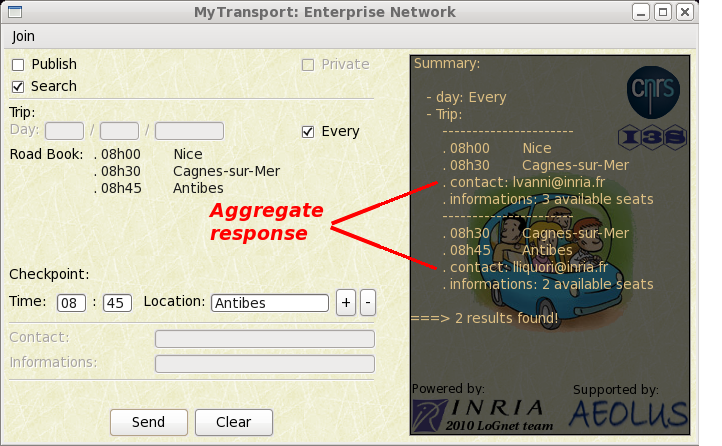 MyTransport: Enterprise Network
Join
Publish
Private
Search
Trip:
Day: / /
Every
Road Book: . 08h00 Nice
. 08h30 Cagnes-sur-Mer
. 08h45 Antibes
Aggregate
response
Checkpoint:
Time: 08 : 45 Location: Antibes + -
Contact:
Informations:
Send Clear
Summary:
- day: Every
- Trip:
------------------------
. 08h00 Nice
. 08h30 Cagnes-sur-Mer
. contact: lvanni@inria.fr
. informations: 3 available seats
------------------------
. 08h30 Cagnes-sur-Mer
. 08h45 Antibes
. contact: lliquori@inria.fr
. informations: 2 available seats
===> 2 results found!
cnrs
I3S
Powered by:
INRIA
2010 LoGnet team
Supported by:
AEOLUS